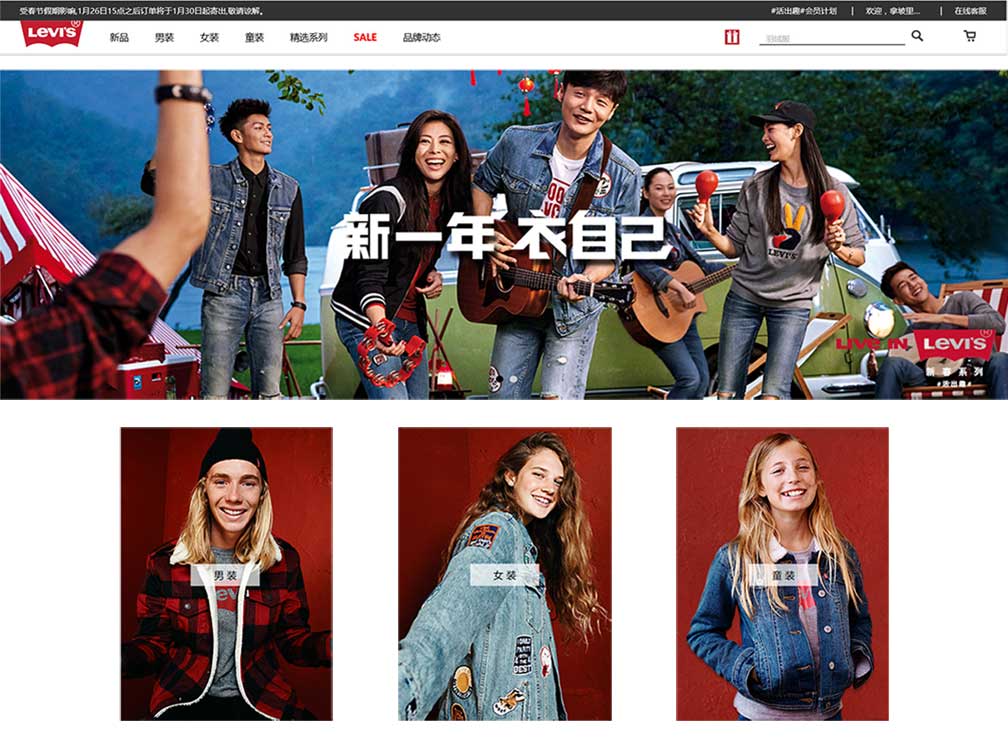 受春节假期影响,1月26日15点之后订单将于1月30日起寄出,敬请谅解。
#活出趣#会员计划 | 欢迎，拿坡里... | 在线客服
LEVI'S®
新品 男装 女装 童装 精选系列 SALE 品牌动态
新一年 衣自己
LEVI'S
LIVE IN LEVI'S®
新春系列
#活出趣#
男装
女装
童装